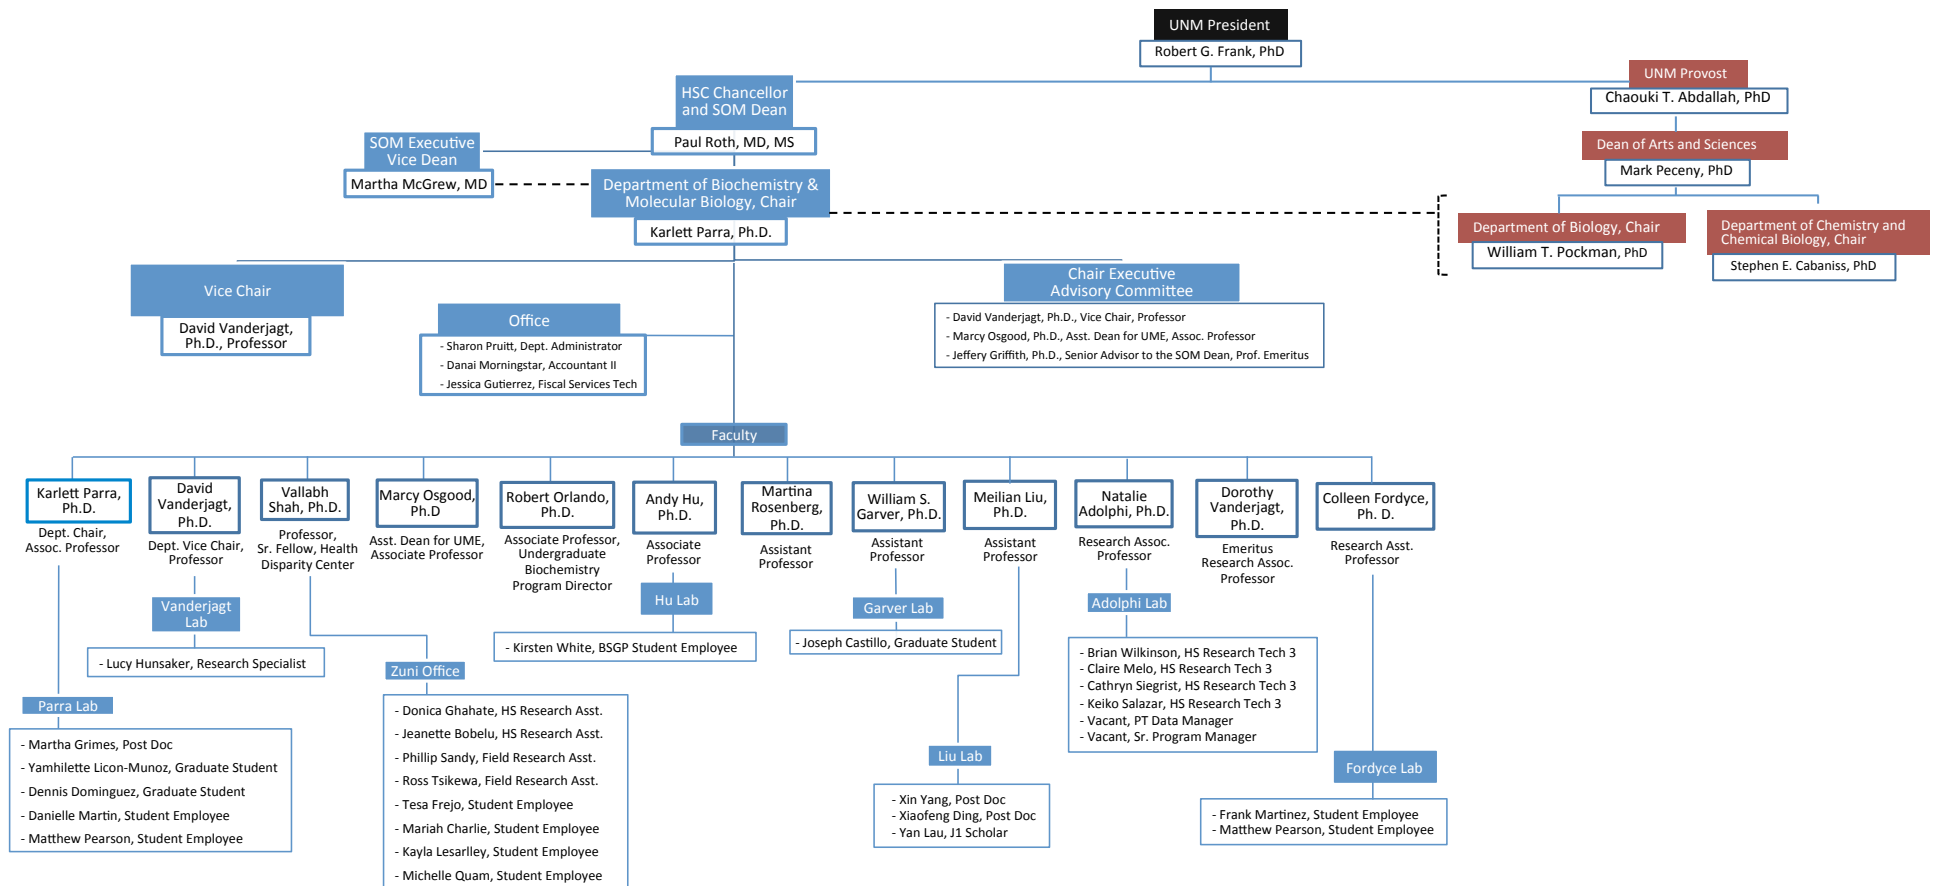 UNM President
Robert G. Frank, PhD
UNM Provost
Chaouki T. Abdallah, PhD
HSC Chancellor
and SOM Dean
Paul Roth, MD, MS
SOM Executive
Vice Dean
Martha McGrew, MD
Dean of Arts and Sciences
Mark Peceny, PhD
Department of Biochemistry &
Molecular Biology, Chair
Karlett Parra, Ph.D.
Department of Biology, Chair
William T. Pockman, PhD
Department of Chemistry and
Chemical Biology, Chair
Stephen E. Cabaniss, PhD
Vice Chair
David Vanderjagt,
Ph.D., Professor
Office
- Sharon Pruitt, Dept. Administrator
- Danai Morningstar, Accountant II
- Jessica Gutierrez, Fiscal Services Tech
Chair Executive
Advisory Committee
- David Vanderjagt, Ph.D., Vice Chair, Professor
- Marcy Osgood, Ph.D., Asst. Dean for UME, Assoc. Professor
- Jeffery Griffith, Ph.D., Senior Advisor to the SOM Dean, Prof. Emeritus
Faculty
Karlett Parra,
Ph.D.
Dept. Chair,
Assoc. Professor
David
Vanderjagt,
Ph.D.
Dept. Vice Chair,
Professor
Vallabh
Shah, Ph.D.
Professor,
Sr. Fellow, Health
Disparity Center
Marcy Osgood,
Ph.D
Asst. Dean for UME,
Associate Professor
Robert Orlando,
Ph.D.
Associate Professor,
Undergraduate
Biochemistry
Program Director
Andy Hu,
Ph.D.
Associate
Professor
Martina
Rosenberg,
Ph.D.
Assistant
Professor
William S.
Garver, Ph.D.
Assistant
Professor
Meilian Liu,
Ph.D.
Assistant
Professor
Natalie
Adolphi, Ph.D.
Research Assoc.
Professor
Dorothy
Vanderjagt,
Ph.D.
Emeritus
Research Assoc.
Professor
Colleen Fordyce,
Ph. D.
Research Asst.
Professor
Vanderjagt
Lab
- Lucy Hunsaker, Research Specialist
Hu Lab
- Kirsten White, BSGP Student Employee
Garver Lab
- Joseph Castillo, Graduate Student
Adolphi Lab
- Brian Wilkinson, HS Research Tech 3
- Claire Melo, HS Research Tech 3
- Cathryn Siegrist, HS Research Tech 3
- Keiko Salazar, HS Research Tech 3
- Vacant, PT Data Manager
- Vacant, Sr. Program Manager
Parra Lab
- Martha Grimes, Post Doc
- Yamhilette Licon-Munoz, Graduate Student
- Dennis Dominguez, Graduate Student
- Danielle Martin, Student Employee
- Matthew Pearson, Student Employee
Zuni Office
- Donica Ghahate, HS Research Asst.
- Jeanette Bobelu, HS Research Asst.
- Phillip Sandy, Field Research Asst.
- Ross Tsikewa, Field Research Asst.
- Tesa Frejo, Student Employee
- Mariah Charlie, Student Employee
- Kayla Lesarlley, Student Employee
- Michelle Quam, Student Employee
Liu Lab
- Xin Yang, Post Doc
- Xiaofeng Ding, Post Doc
- Yan Lau, J1 Scholar
Fordyce Lab
- Frank Martinez, Student Employee
- Matthew Pearson, Student Employee